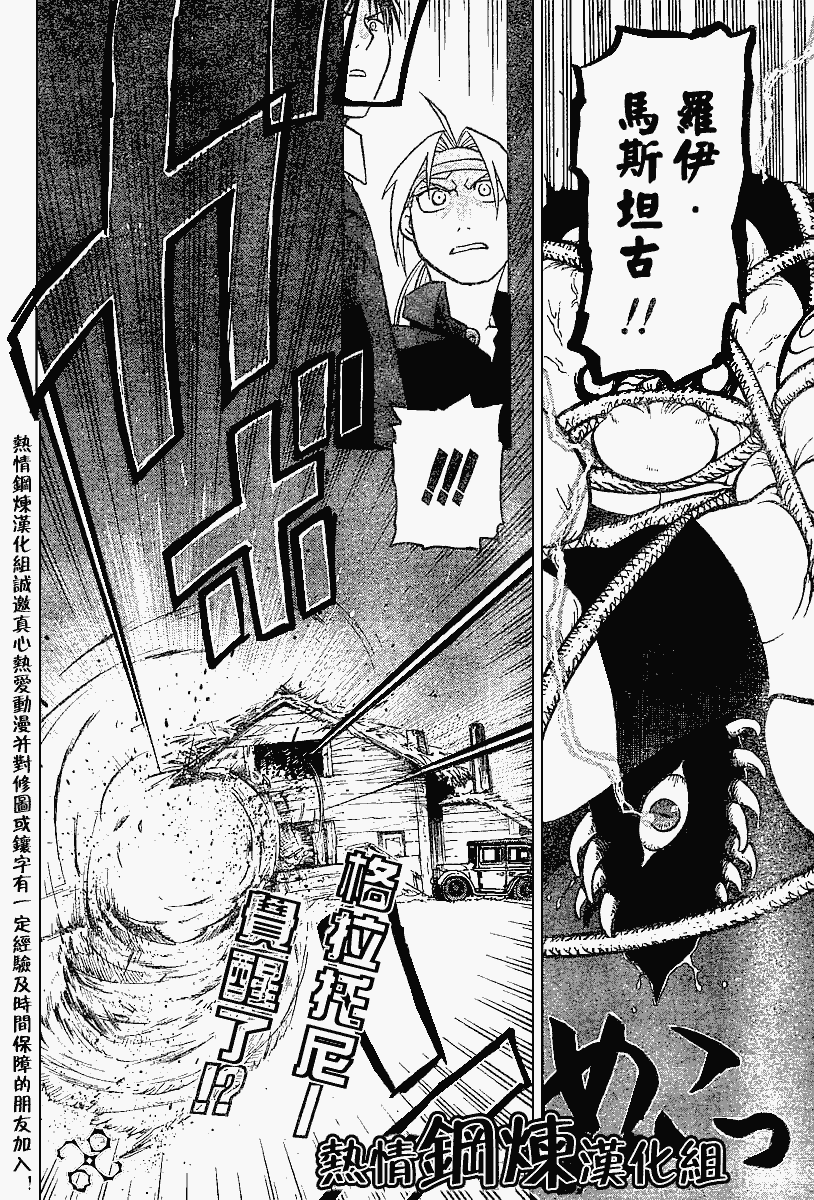 羅伊·
馬斯坦古!!
!!!
めこっ
ドゴ
ォ
格拉托尼—
覺醒了!?
熱情鋼煉漢化組
熱情鋼煉漢化組誠邀真心熱愛動漫并對修圖或鑲字有一定經驗及時間保障的朋友加入!